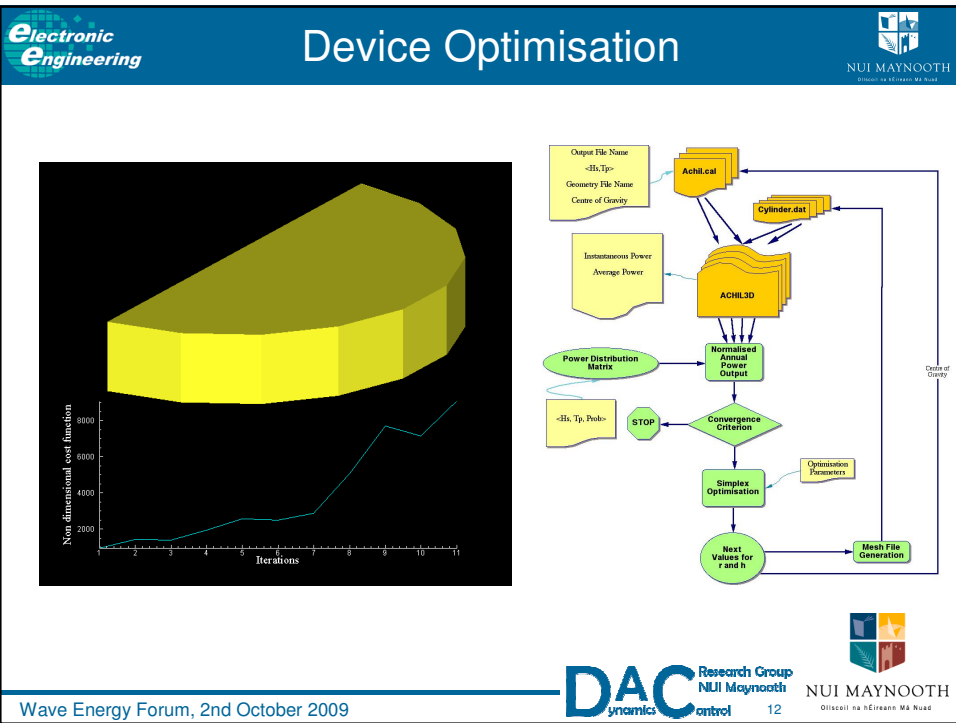 Electronic
Engineering
Device Optimisation
NUI MAYNOOTH
Ollscoil na hÉireann Má Nuad
Non dimensional cost function
8000
6000
4000
2000
1 2 3 4 5 6 7 8 9 10 11
Iterations
Output File Name
<Hs,Tp>
Geometry File Name
Centre of Gravity
Achil.cal
Cylinder.dat
Instantaneous Power
Average Power
ACHIL3D
Power Distribution
Matrix
Normalised
Annual
Power
Output
Centre of
Gravity
<Hs, Tp, Prob>
STOP
Convergence
Criterion
Optimisation
Parameters
Simplex
Optimisation
Next
Values for
r and h
Mesh File
Generation
Wave Energy Forum, 2nd October 2009
DAC
ynamics
ontrol
Research Group
NUI Maynooth
12
NUI MAYNOOTH
Ollscoil na hÉireann Má Nuad